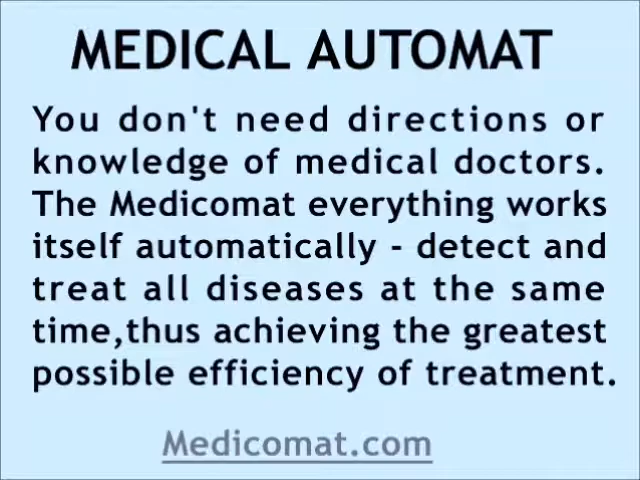 MEDICAL AUTOMAT
You don't need directions or
knowledge of medical doctors.
The Medicomat everything works
itself automatically - detect and
treat all diseases at the same
time,thus achieving the greatest
possible efficiency of treatment.
Medicomat.com